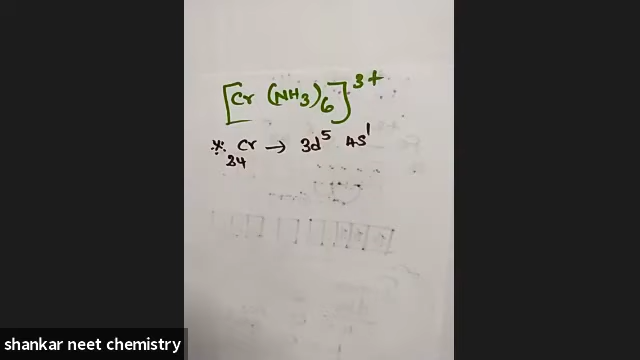 [Cr (NH3)6]3+
* Cr → 3d5 4s1
24
shankar neet chemistry